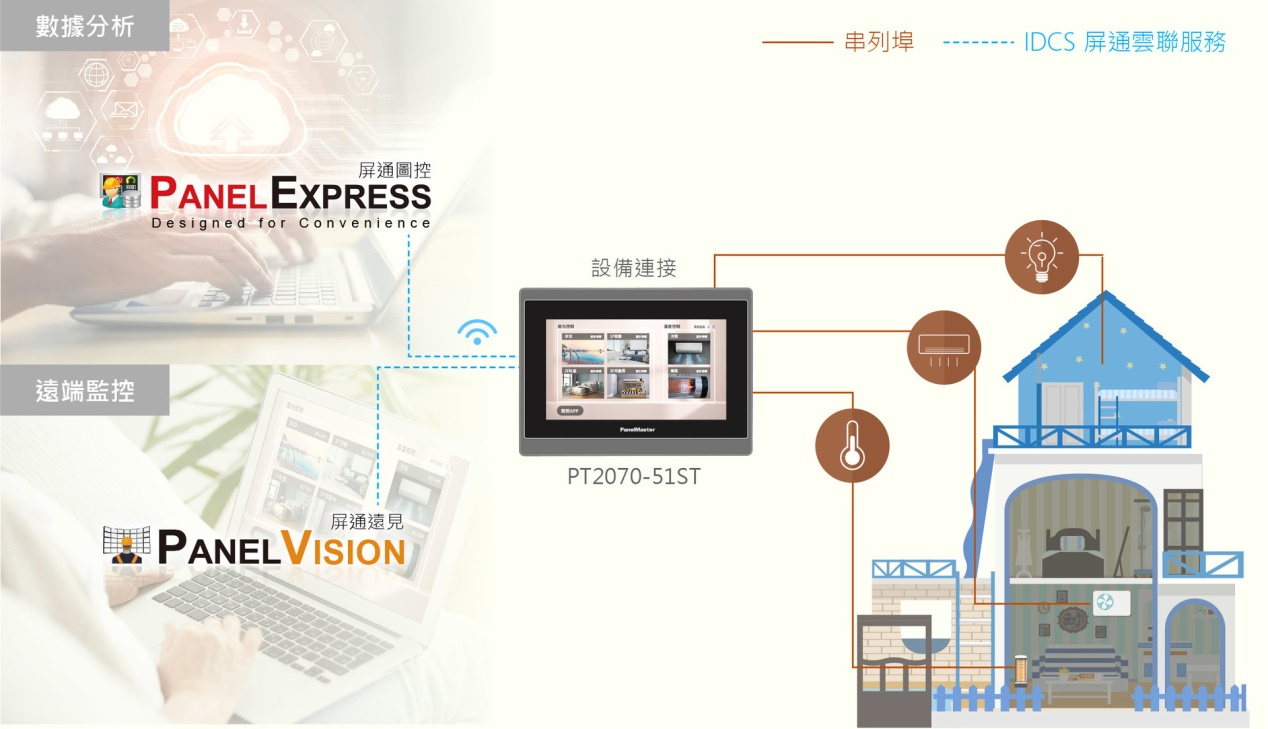 數據分析
串列埠
IDCS 屏通雲聯服務
屏通圖控
PANELEXPRESS
Designed for Convenience
設備連接
PanelMaster
PT2070-51ST
遠端監控
屏通遠見
PANELVISION